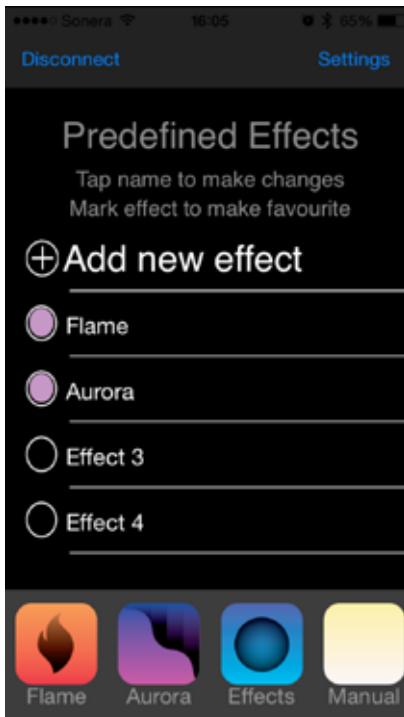 Sonera 16:05 65%
Disconnect Settings
Predefined Effects
Tap name to make changes
Mark effect to make favourite
Add new effect
Flame
Aurora
Effect 3
Effect 4
Flame Aurora Effects Manual